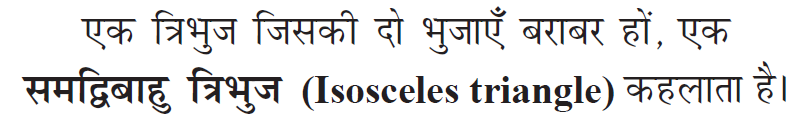 एक त्रिभुज जिसकी दो भुजाएँ बराबर हों, एक
समद्विबाहु त्रिभुज (Isosceles triangle) कहलाता है।